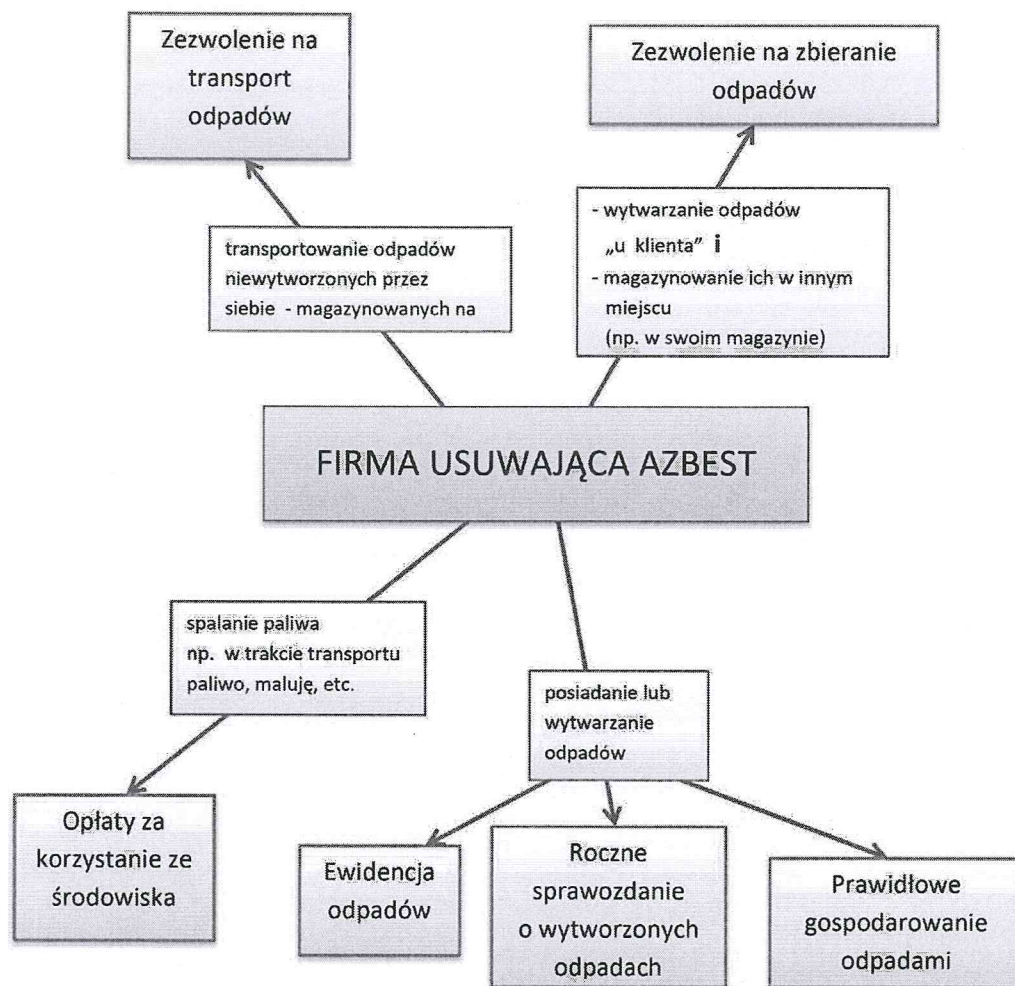 Zezwolenie na
transport
odpadów
Zezwolenie na zbieranie
odpadów
transportowanie odpadów
niewytworzonych przez
siebie - magazynowanych na
- wytwarzanie odpadów
„u klienta” i
- magazynowanie ich w innym
miejscu
(np. w swoim magazynie)
FIRMA USUWAJĄCA AZBEST
spalanie paliwa
np. w trakcie transportu
paliwo, maluję, etc.
posiadanie lub
wytwarzanie
odpadów
Opłaty za
korzystanie ze
środowiska
Ewidencja
odpadów
Roczne
sprawozdanie
o wytworzonych
odpadach
Prawidłowe
gospodarowanie
odpadami